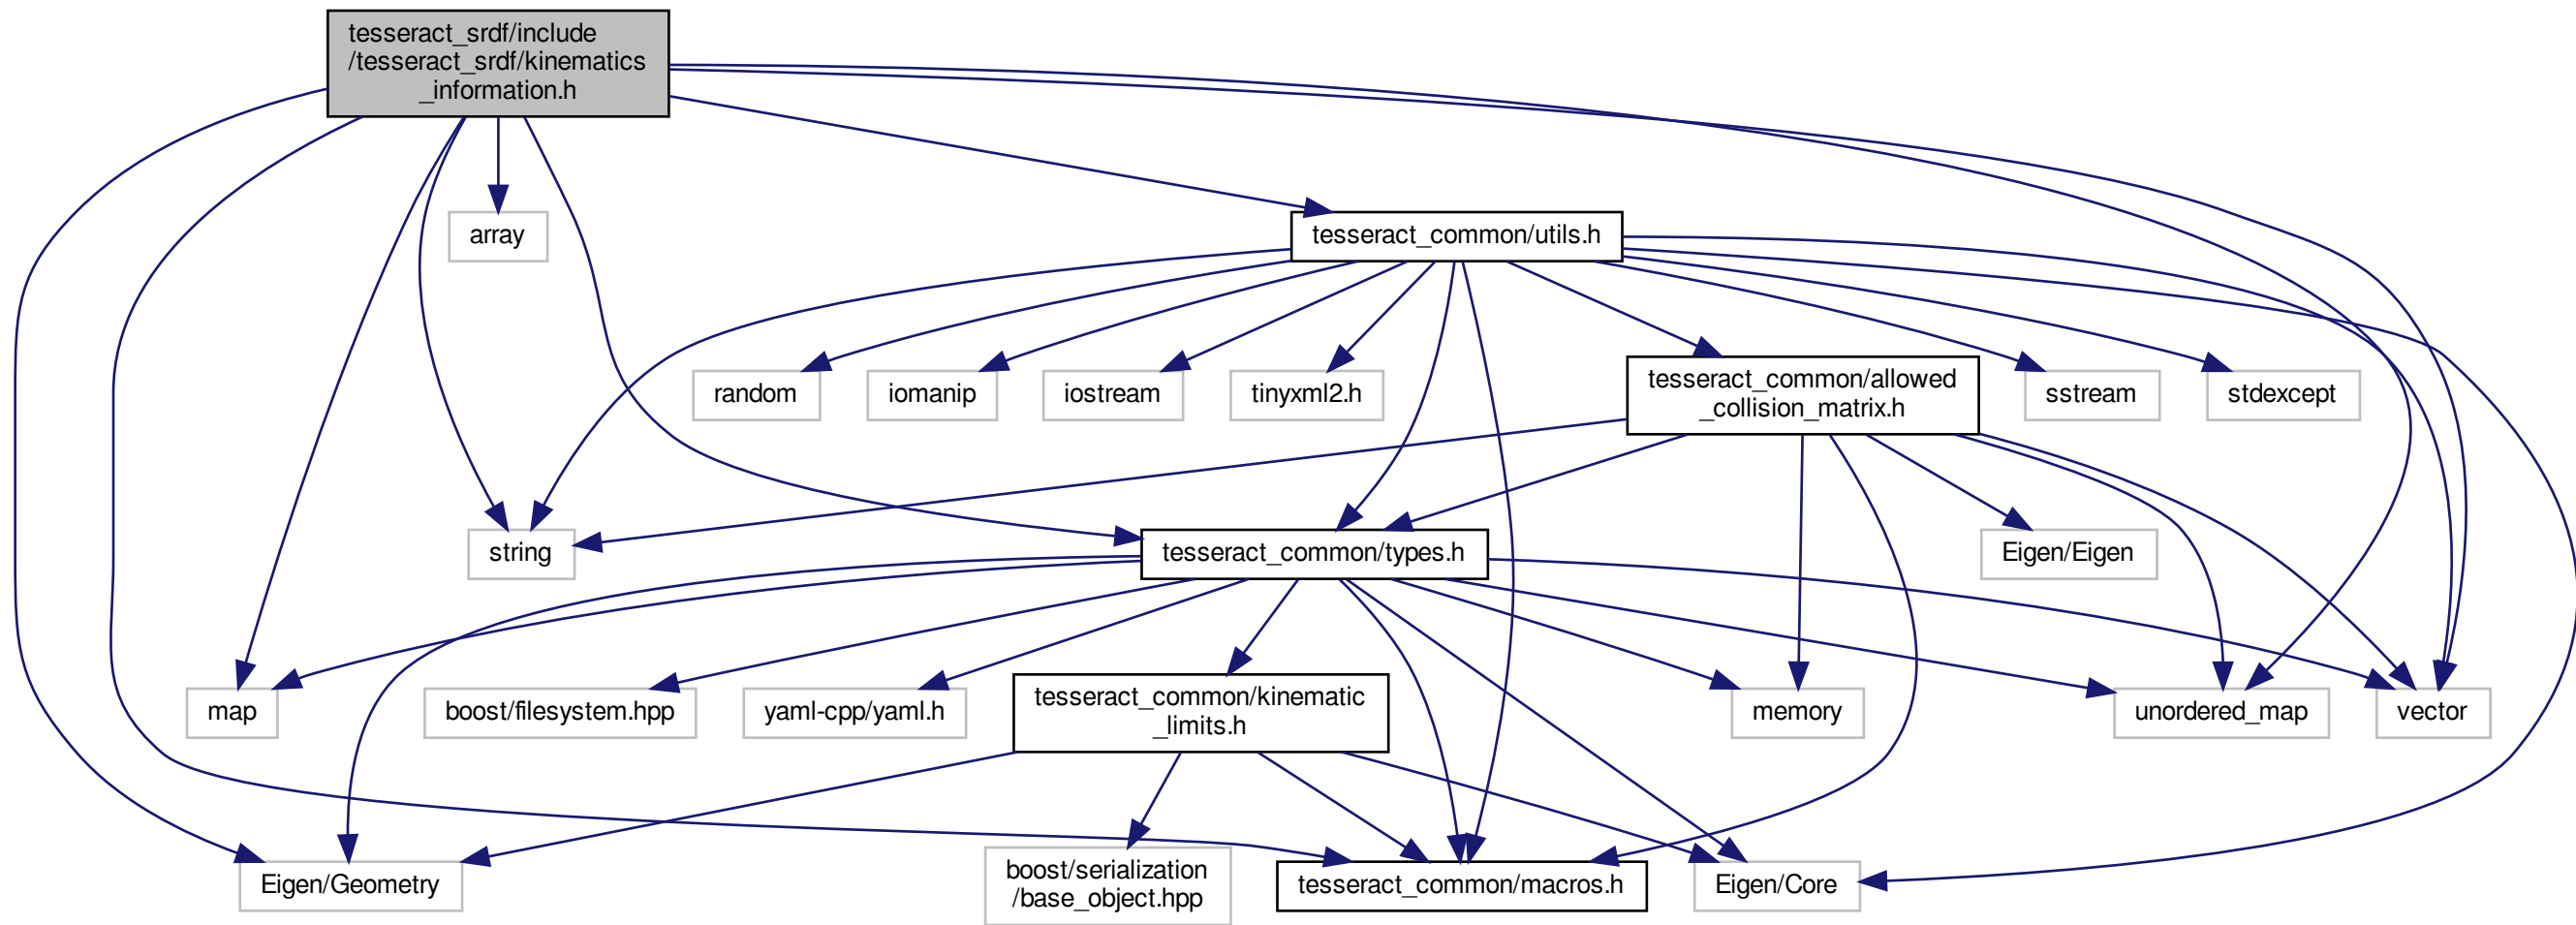 tesseract_srdf/include
/tesseract_srdf/kinematics
_information.h
array
tesseract_common/utils.h
random
iomanip
iostream
tinyxml2.h
tesseract_common/allowed
_collision_matrix.h
sstream
stdexcept
string
tesseract_common/types.h
Eigen/Eigen
map
boost/filesystem.hpp
yaml-cpp/yaml.h
tesseract_common/kinematic
_limits.h
memory
unordered_map
vector
Eigen/Geometry
boost/serialization
/base_object.hpp
tesseract_common/macros.h
Eigen/Core